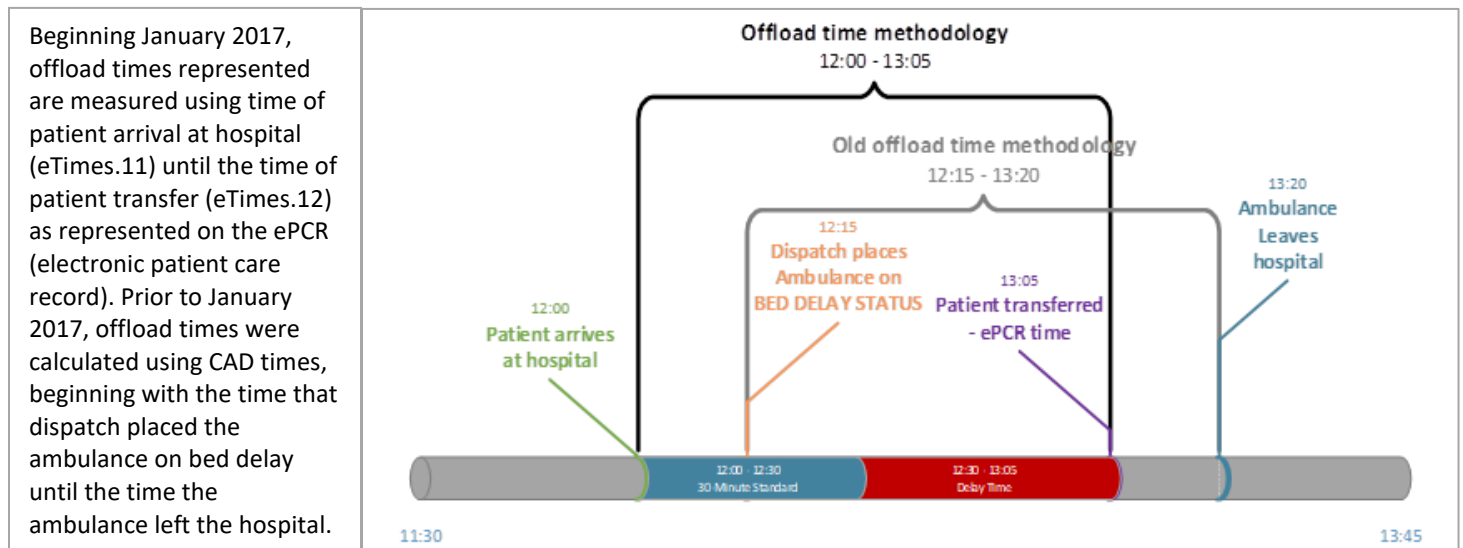 Beginning January 2017,
offload times represented
are measured using time of
patient arrival at hospital
(eTimes.11) until the time of
patient transfer (eTimes.12)
as represented on the ePCR
(electronic patient care
record). Prior to January
2017, offload times were
calculated using CAD times,
beginning with the time that
dispatch placed the
ambulance on bed delay
until the time the
ambulance left the hospital.
Offload time methodology
12:00 - 13:05
Old offload time methodology
12:15 - 13:20
13:20
Ambulance
Leaves
hospital
12:15
Dispatch places
Ambulance on
BED DELAY STATUS
13:05
Patient transferred
- ePCR time
12:00
Patient arrives
at hospital
12:00 - 12:30
30 Minute Standard
12:30 - 13:05
Delay Time
11:30
13:45